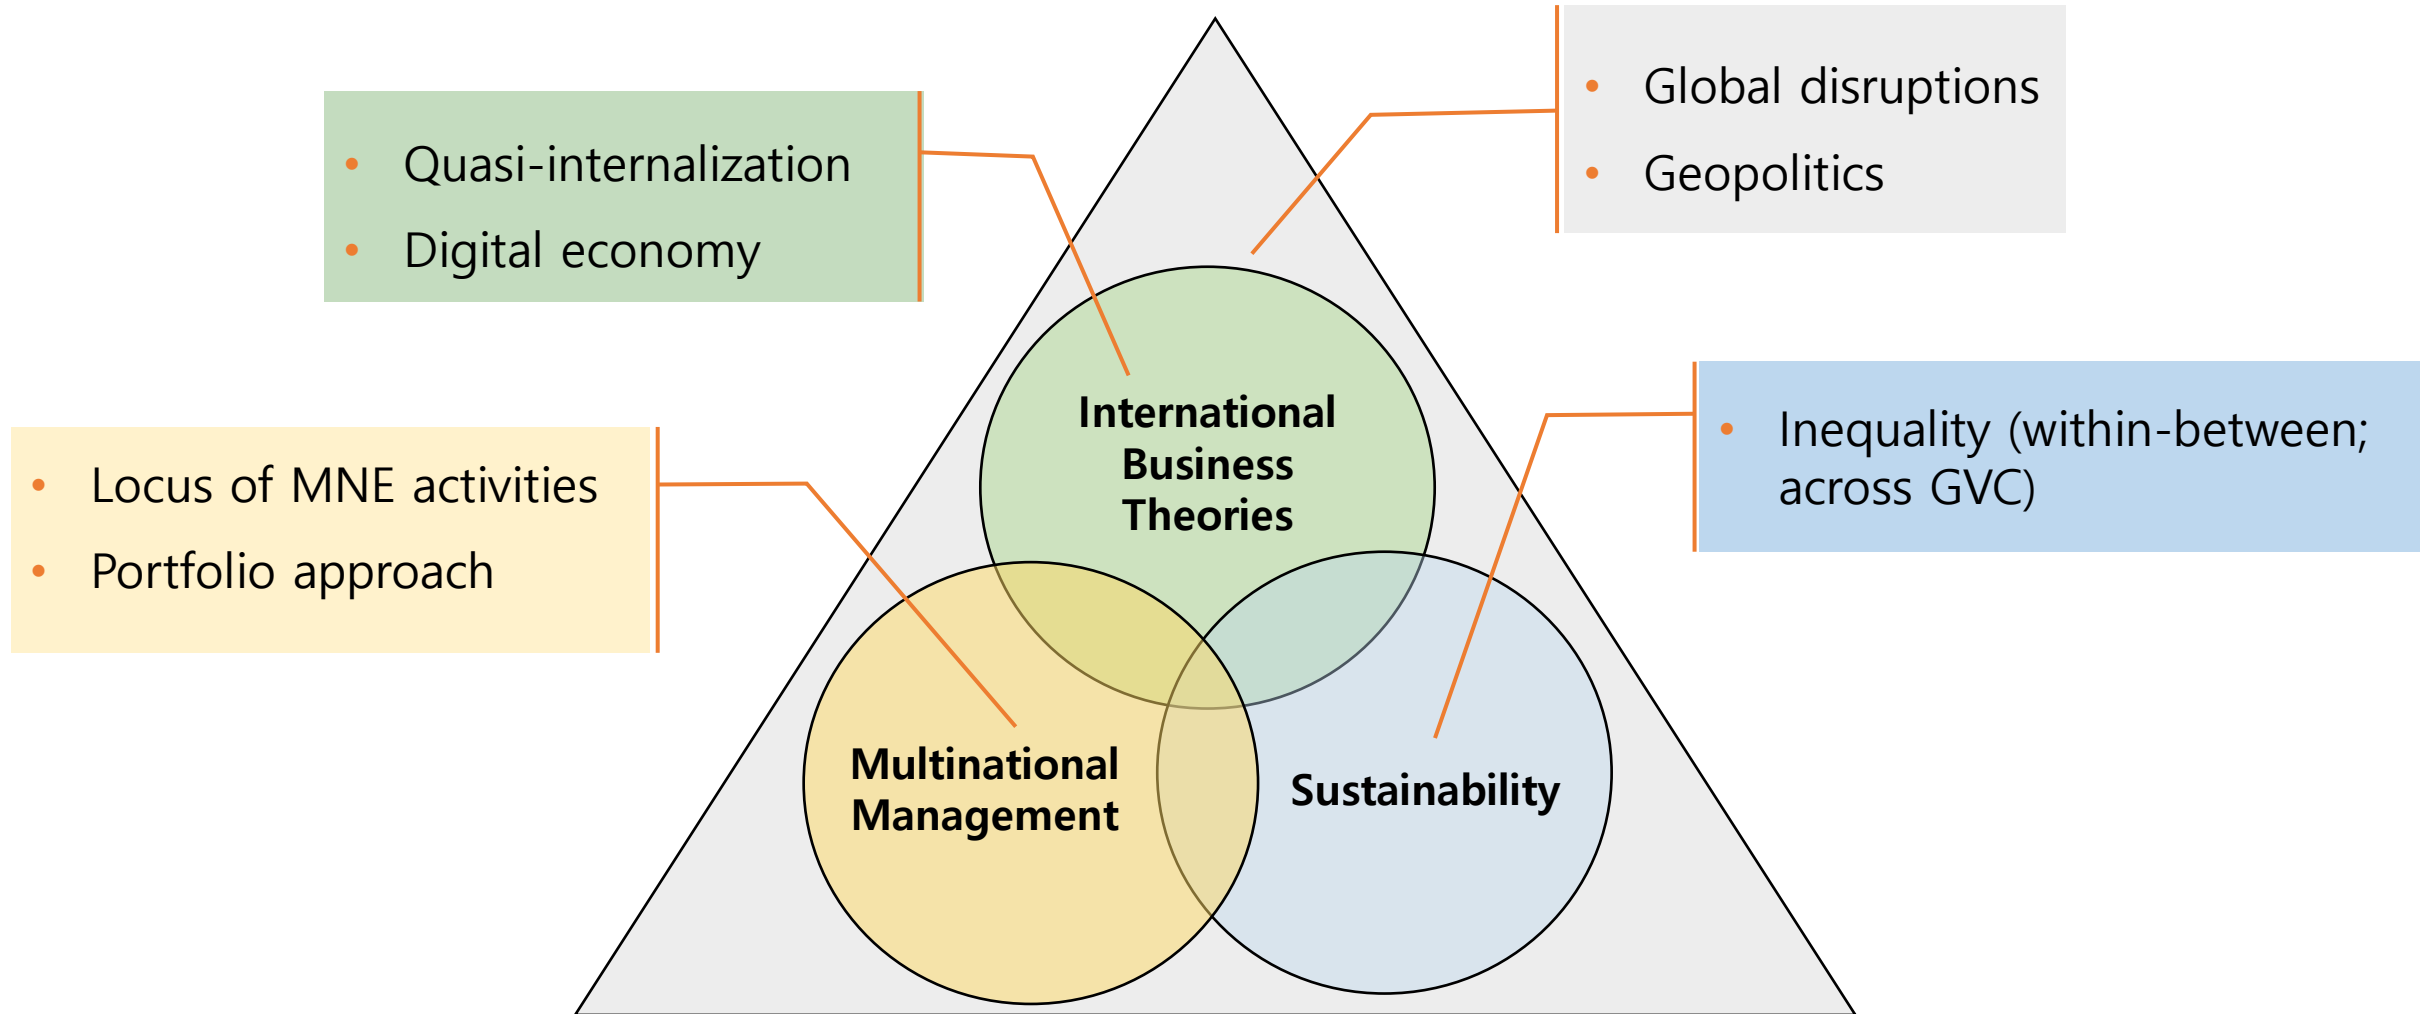 • Global disruptions
• Geopolitics
• Quasi-internalization
• Digital economy
• Inequality (within-between;
across GVC)
• Locus of MNE activities
• Portfolio approach
International
Business
Theories
Multinational
Management
Sustainability